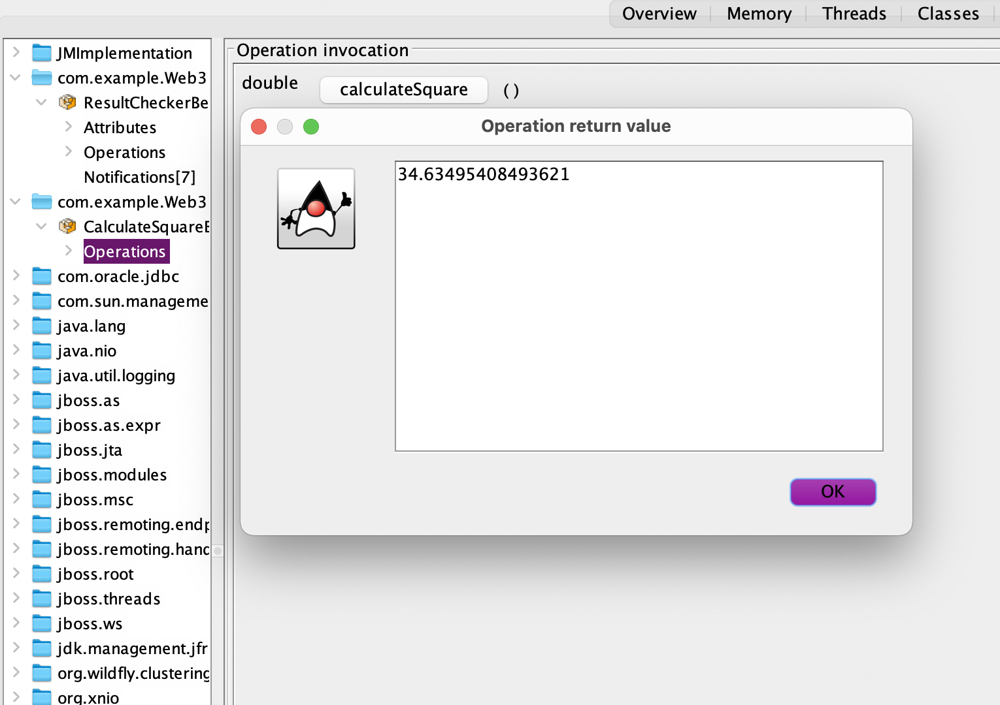 Overview
Memory
Threads
Classes
JMImplementation
com.example.Web3
ResultCheckerBe
Attributes
Operations
Notifications[7]
com.example.Web3
CalculateSquareE
Operations
com.oracle.jdbc
com.sun.manageme
java.lang
java.nio
java.util.logging
jboss.as
jboss.as.expr
jboss.jta
jboss.modules
jboss.msc
jboss.remoting.endp
jboss.remoting.hand
jboss.root
jboss.threads
jboss.ws
jdk.management.jfr
org.wildfly.clustering
org.xnio
Operation invocation
double calculateSquare ()
Operation return value
34.63495408493621
OK